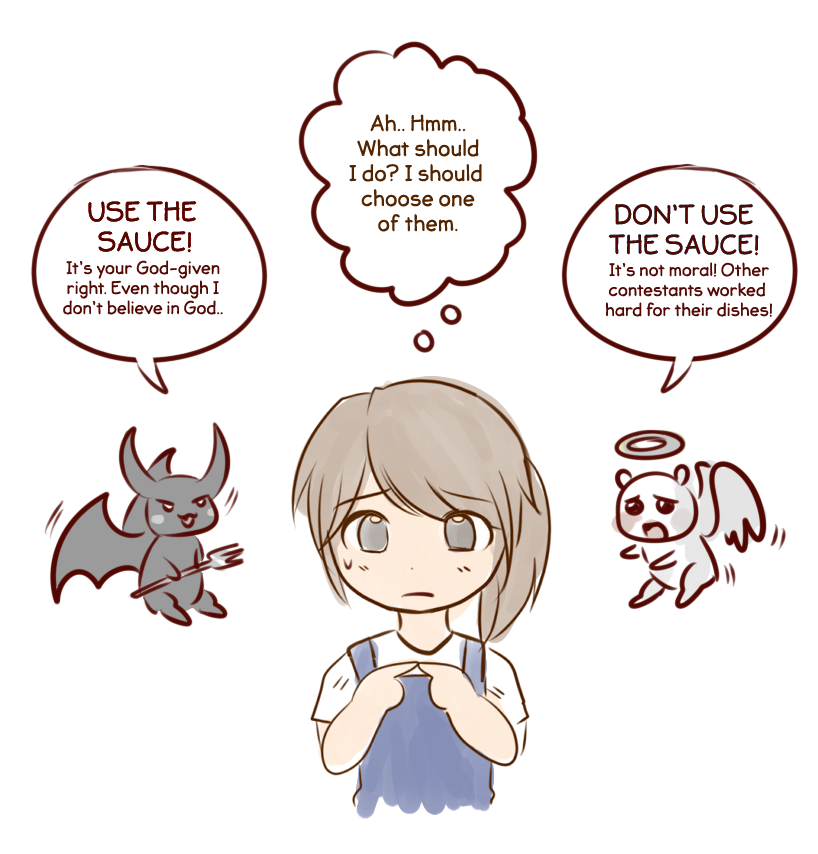 Ah.. Hmm..
What should
I do? I should
choose one
of them.
USE THE
SAUCE!
It's your God-given
right. Even though I
don't believe in God..
DON'T USE
THE SAUCE!
It's not moral! Other
contestants worked
hard for their dishes!